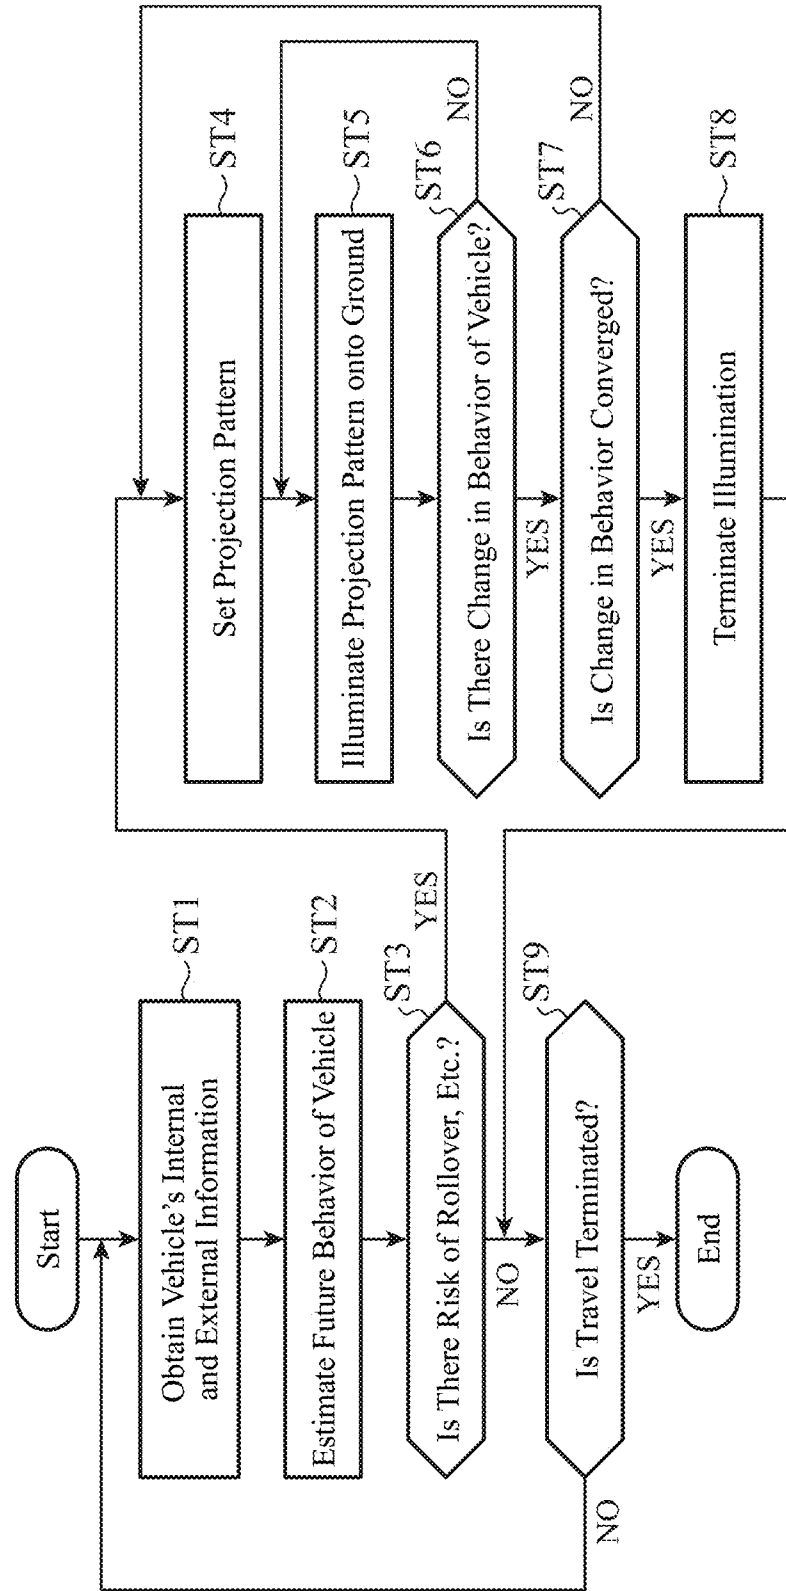 Start
Obtain Vehicle's Internal
and External Information
ST1
Estimate Future Behavior of Vehicle
ST2
Is There Risk of Rollover, Etc.?
ST3
YES
NO
Is Travel Terminated?
ST9
NO
YES
End
Set Projection Pattern
ST4
Illuminate Projection Pattern onto Ground
ST5
Is There Change in Behavior of Vehicle?
ST6
NO
YES
Is Change in Behavior Converged?
ST7
NO
YES
Terminate Illumination
ST8